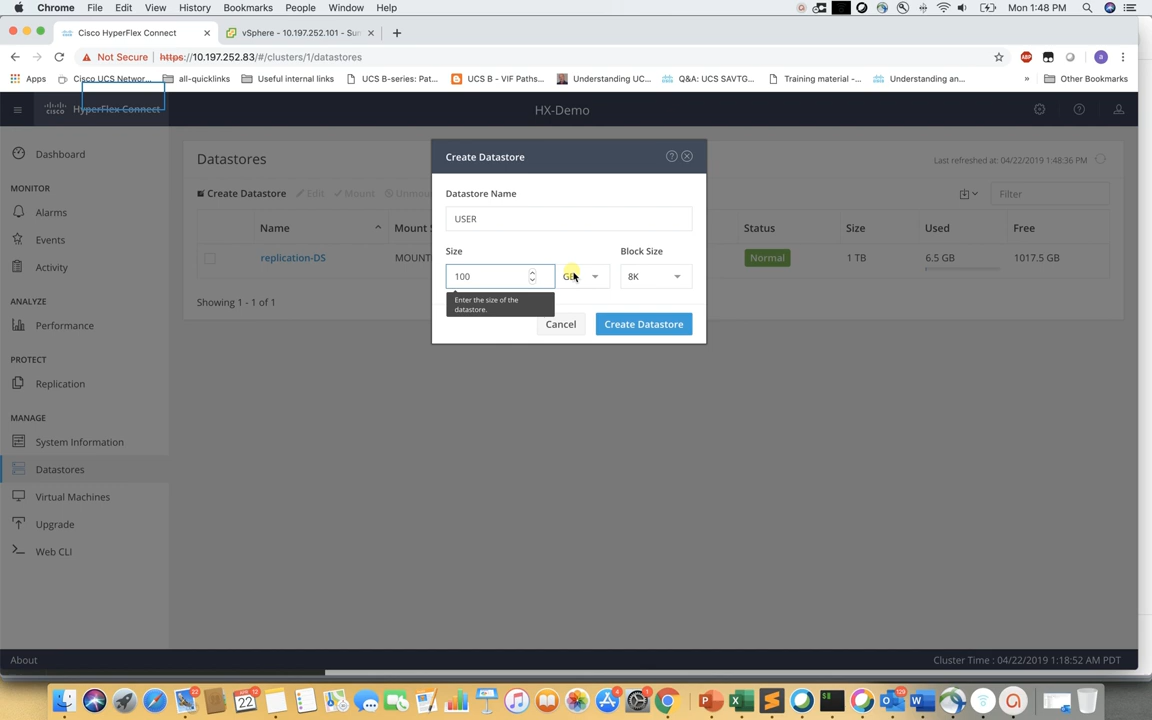 Chrome File Edit View History Bookmarks People Window Help Mon 1:48 PM
Cisco HyperFlex Connect vSphere - 10.197.252.101 - Sun
Not Secure https://10.197.252.83/#/clusters/1/datastores
Apps Cisco UCS Networ... all-quicklinks Useful internal links UCS B-series: Pat... UCS B - VIF Paths... Understanding UC... Q&A: UCS SAVTG... Training material -... Understanding an... » Other Bookmarks
CISCO HyperFlex Connect HX-Demo
Dashboard
MONITOR
Alarms
Events
Activity
ANALYZE
Performance
PROTECT
Replication
MANAGE
System Information
Datastores
Virtual Machines
Upgrade
Web CLI
Datastores Last refreshed at: 04/22/2019 1:48:36 PM
Create Datastore Edit Mount Unmou
Filter
Name Mount S Status Size Used Free
replication-DS MOUNT Normal 1 TB 6.5 GB 1017.5 GB
Showing 1 - 1 of 1
Create Datastore
Datastore Name
USER
Size Block Size
100 GB 8K
Enter the size of the
datastore.
Cancel Create Datastore
About Cluster Time : 04/22/2019 1:18:52 AM PDT